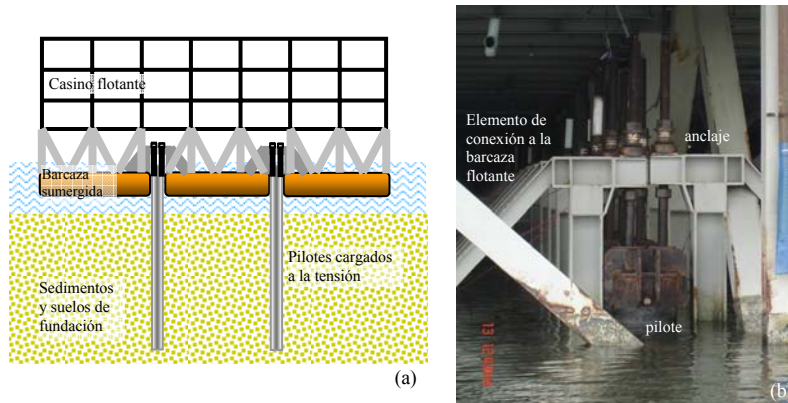 Casino flotante
Barcaza
sumergida
Pilotes cargados
a la tensión
Sedimentos
y suelos de
fundación
(a)
Elemento de
conexión a la
barcaza
flotante
anclaje
pilote
(b)